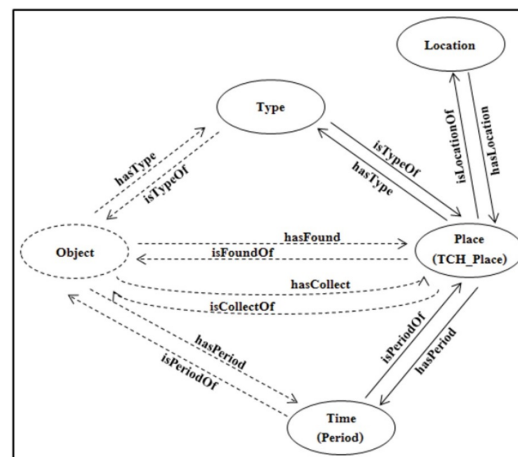 Location
Type
isTypeOf
hasType
isLocationOf
hasLocation
hasType
isTypeOf
Object
hasFound
isFoundOf
Place
(TCH_Place)
hasCollect
isCollectOf
hasPeriod
isPeriodOf
isPeriodOf
hasPeriod
Time
(Period)